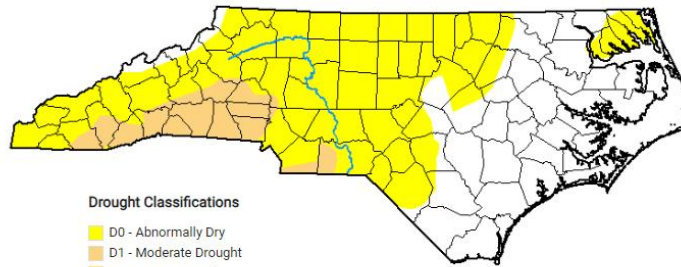 Drought Classifications
D0 - Abnormally Dry
D1 - Moderate Drought